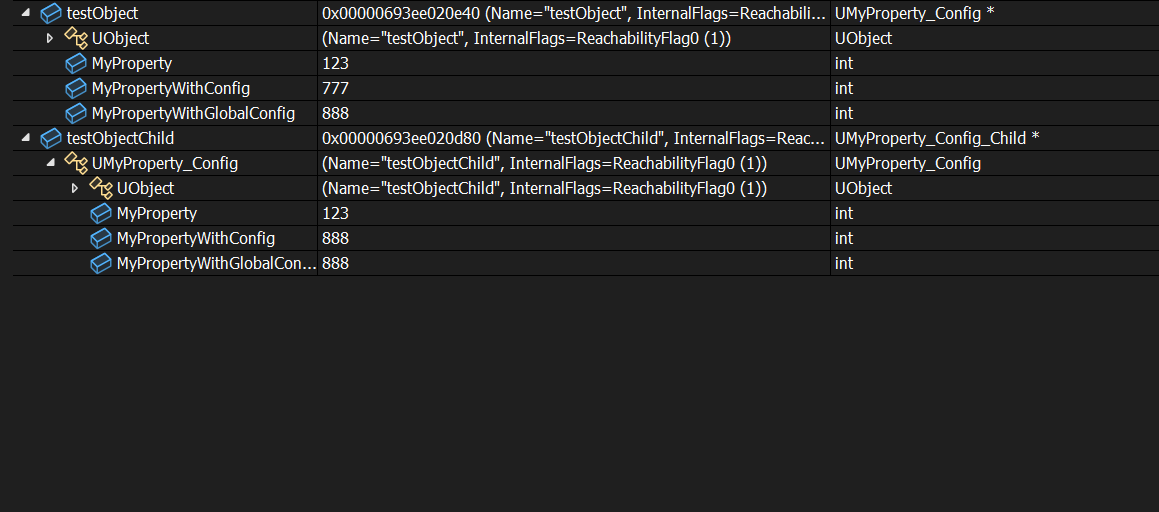 testObject 0x00000693ee020e40 (Name="testObject", InternalFlags=Reachabili... UMyProperty_Config *
UObject (Name="testObject", InternalFlags=ReachabilityFlag0 (1)) UObject
MyProperty 123 int
MyPropertyWithConfig 777 int
MyPropertyWithGlobalConfig 888 int
testObjectChild 0x00000693ee020d80 (Name="testObjectChild", InternalFlags=Reac... UMyProperty_Config_Child *
UMyProperty_Config (Name="testObjectChild", InternalFlags=ReachabilityFlag0 (1)) UMyProperty_Config
UObject (Name="testObjectChild", InternalFlags=ReachabilityFlag0 (1)) UObject
MyProperty 123 int
MyPropertyWithConfig 888 int
MyPropertyWithGlobalCon... 888 int